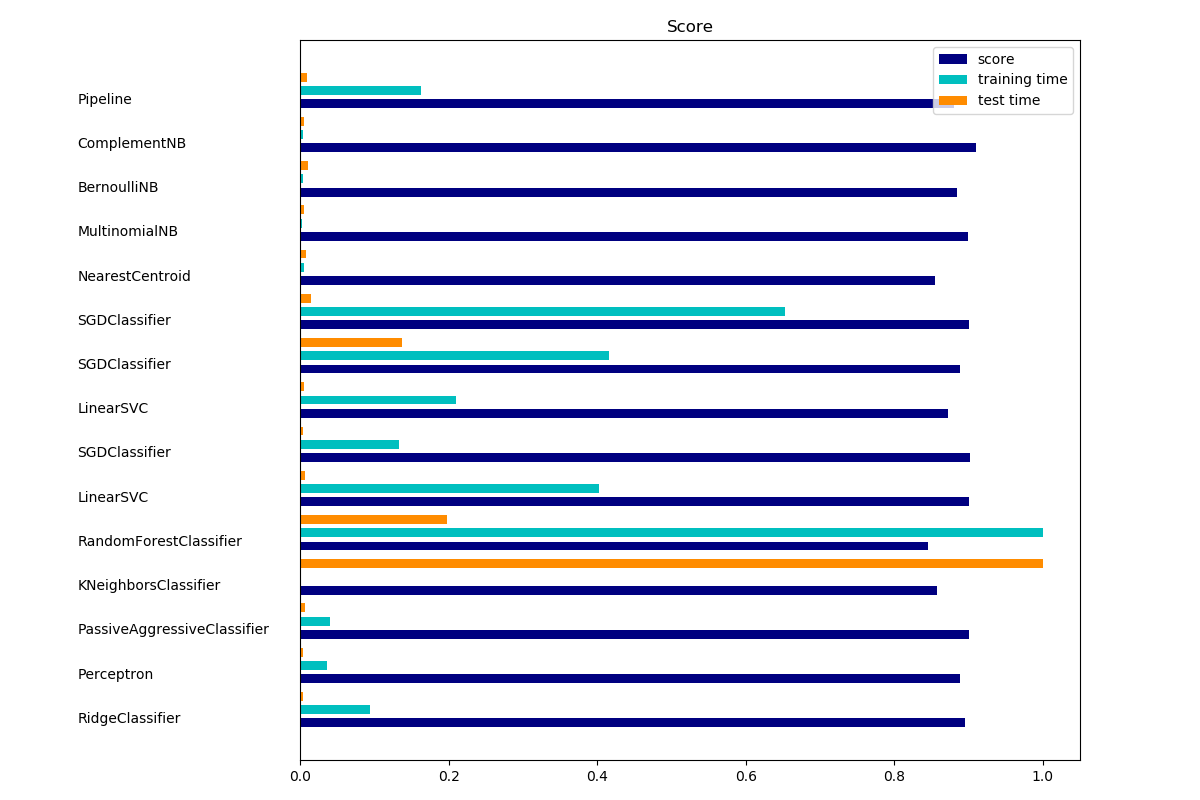 Score
score
training time
test time
Pipeline
ComplementNB
BernoulliNB
MultinomialNB
NearestCentroid
SGDClassifier
SGDClassifier
LinearSVC
SGDClassifier
LinearSVC
RandomForestClassifier
KNeighborsClassifier
PassiveAggressiveClassifier
Perceptron
RidgeClassifier
0.0 0.2 0.4 0.6 0.8 1.0